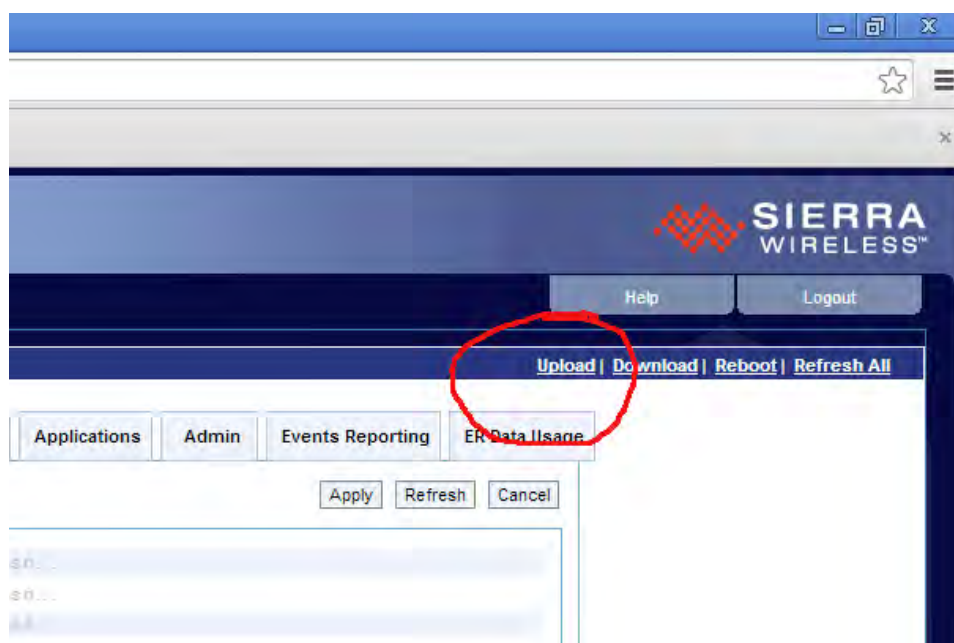 SIERRA
WIRELESS™
Help Logout
Upload | Download | Reboot | Refresh All
Applications Admin Events Reporting ER Data Usage
Apply Refresh Cancel